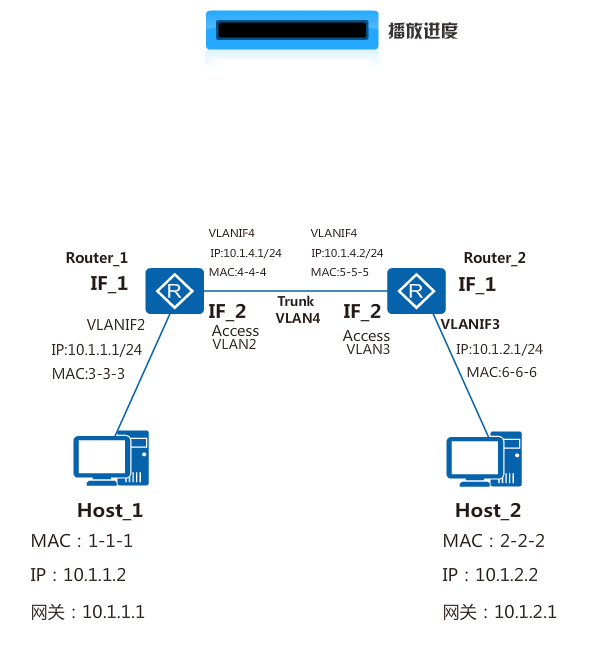 播放进度
VLANIF4
IP:10.1.4.1/24
MAC:4-4-4
VLANIF4
IP:10.1.4.2/24
MAC:5-5-5
Router_1
IF_1
Router_2
IF_1
R
R
Trunk
VLAN4
IF_2
Access
VLAN2
IF_2
Access
VLAN3
VLANIF2
IP:10.1.1.1/24
MAC:3-3-3
VLANIF3
IP:10.1.2.1/24
MAC:6-6-6
Host_1
MAC：1-1-1
IP：10.1.1.2
网关：10.1.1.1
Host_2
MAC：2-2-2
IP：10.1.2.2
网关：10.1.2.1